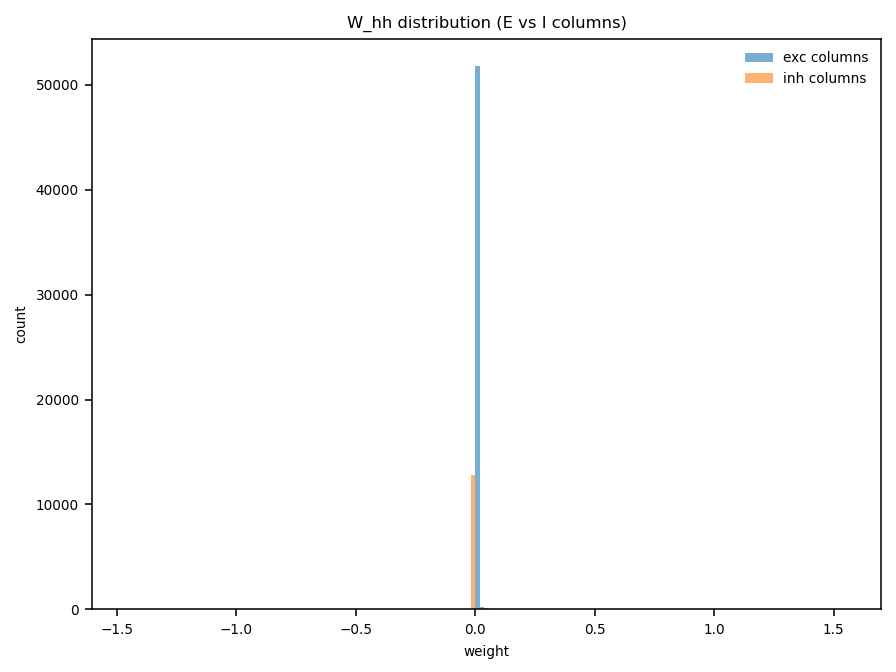 W_hh distribution (E vs I columns)
exc columns
inh columns
50000
40000
30000
20000
10000
0
count
−1.5
−1.0
−0.5
0.0
0.5
1.0
1.5
weight